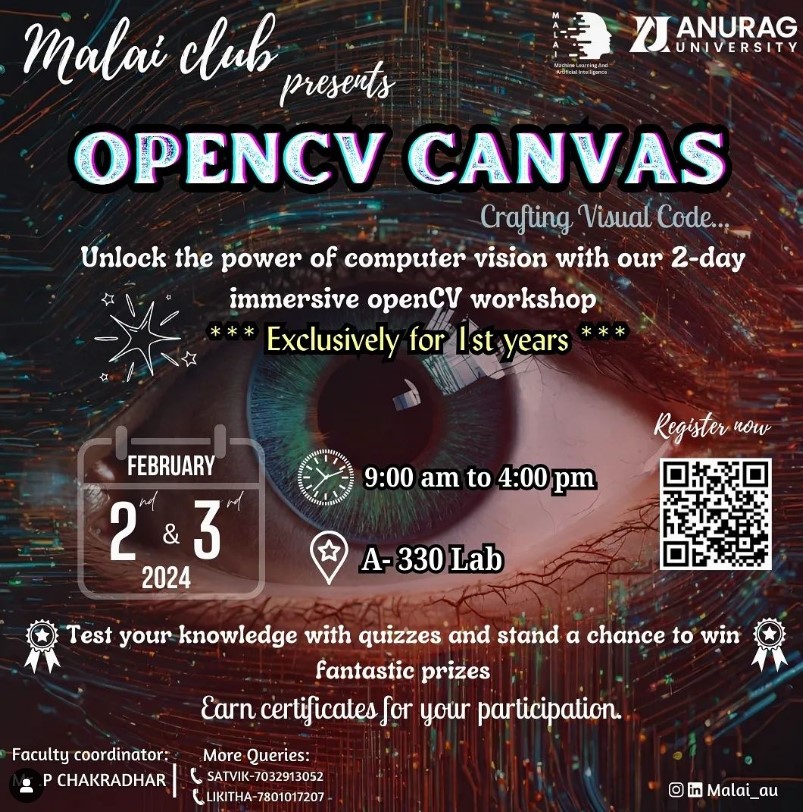 Malai club
presents
MALAI
Machine Learning And
Artificial Intelligence
ANURAG
UNIVERSITY
OPENCV CANVAS
Crafting Visual Code...
Unlock the power of computer vision with our 2-day
immersive openCV workshop
*** Exclusively for 1st years ***
Register now
FEBRUARY
2nd & 3rd
2024
9:00 am to 4:00 pm
A-330 Lab
Test your knowledge with quizzes and stand a chance to win
fantastic prizes
Earn certificates for your participation.
Faculty coordinator:
.P CHAKRADHAR
More Queries:
SATVIK-7032913052
LIKITHA-7801017207
Malai_au